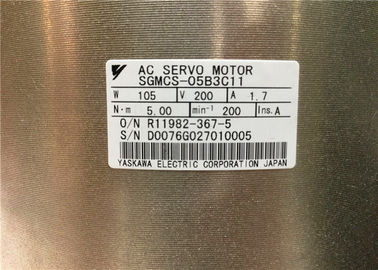 AC SERVO MOTOR
SGMCS-05B3C11
W 105 V 200 A 1.7
N·m 5.00 min⁻¹ 200 Ins. A
O/N R11982-367-5
S/N D0076G027010005
YASKAWA ELECTRIC CORPORATION JAPAN